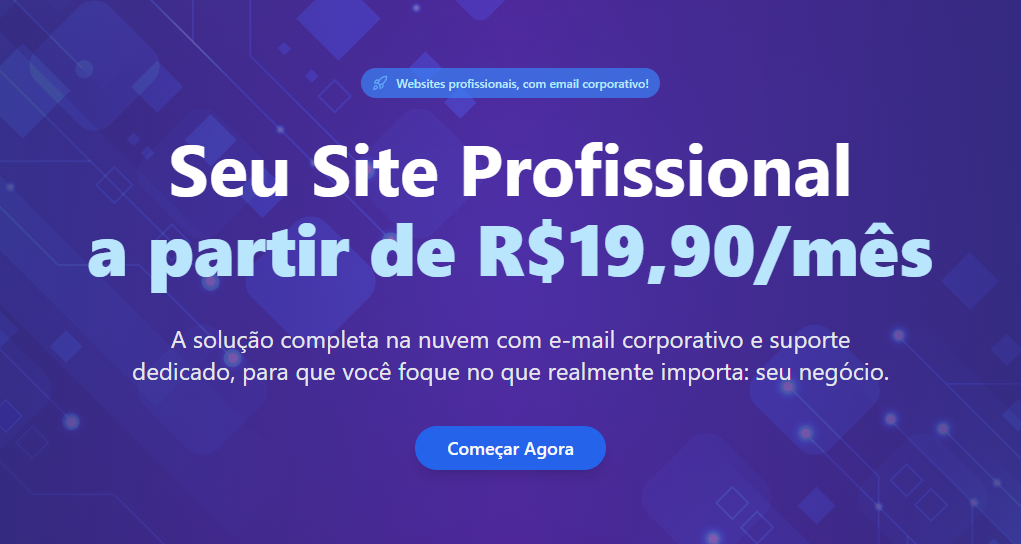 Websites profissionais, com email corporativo!
Seu Site Profissional
a partir de R$19,90/mês
A solução completa na nuvem com e-mail corporativo e suporte
dedicado, para que você foque no que realmente importa: seu negócio.
Começar Agora